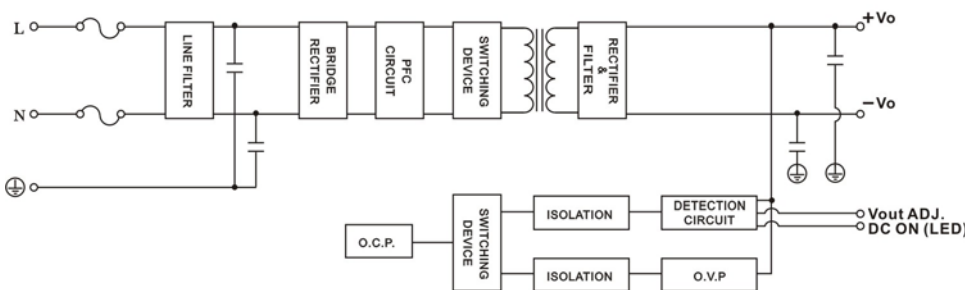 L
N
LINE FILTER
BRIDGE
RECTIFIER
PFC
CIRCUIT
SWITCHING
DEVICE
RECTIFIER
&
FILTER
+Vo
−Vo
O.C.P.
SWITCHING
DEVICE
ISOLATION
DETECTION
CIRCUIT
Vout ADJ.
DC ON (LED)
ISOLATION
O.V.P